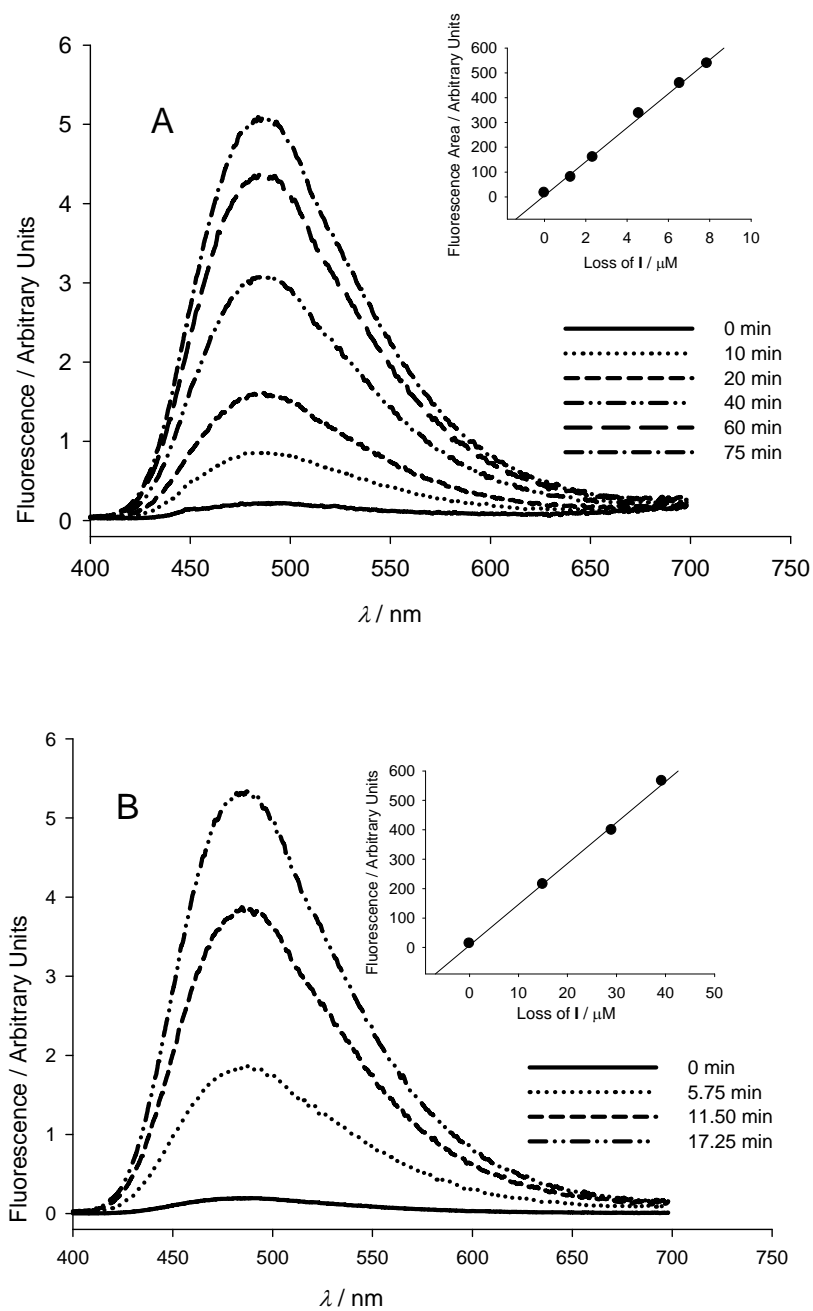 A
Fluorescence / Arbitrary Units
6
5
4
3
2
1
0
400 450 500 550 600 650 700 750
λ / nm
Fluorescence Area / Arbitrary Units
600
500
400
300
200
100
0
0 2 4 6 8 10
Loss of I / μM
0 min
10 min
20 min
40 min
60 min
75 min
B
Fluorescence / Arbitrary Units
6
5
4
3
2
1
0
400 450 500 550 600 650 700 750
λ / nm
Fluorescence / Arbitrary Units
600
500
400
300
200
100
0
0 10 20 30 40 50
Loss of I / μM
0 min
5.75 min
11.50 min
17.25 min